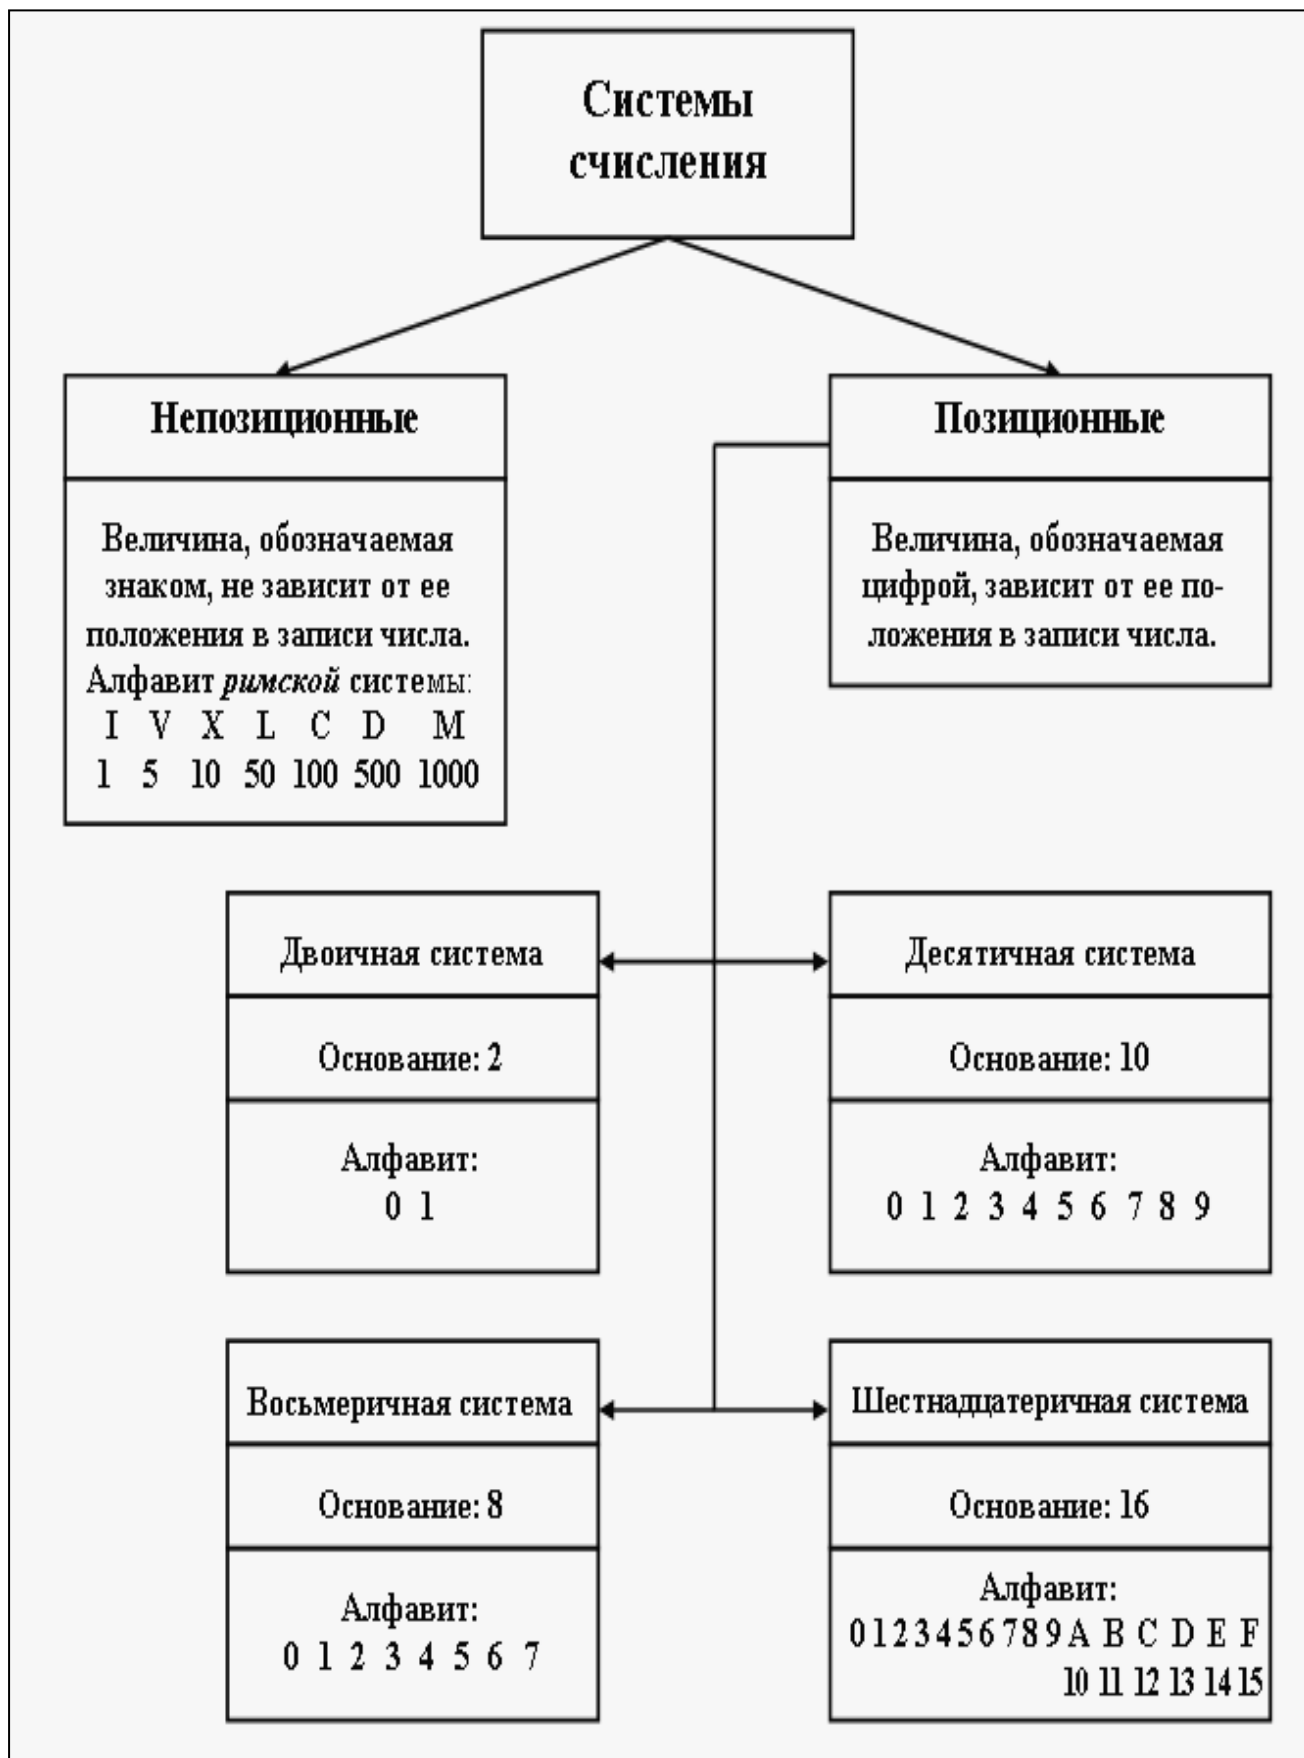 Системы
счисления
Непозиционные
Величина, обозначаемая
знаком, не зависит от ее
положения в записи числа.
Алфавит римской системы:
I V X L C D M
1 5 10 50 100 500 1000
Позиционные
Величина, обозначаемая
цифрой, зависит от ее по-
ложения в записи числа.
Двоичная система
Основание: 2
Алфавит:
0 1
Десятичная система
Основание: 10
Алфавит:
0 1 2 3 4 5 6 7 8 9
Восьмеричная система
Основание: 8
Алфавит:
0 1 2 3 4 5 6 7
Шестнадцатеричная система
Основание: 16
Алфавит:
0 1 2 3 4 5 6 7 8 9 A B C D E F
10 11 12 13 14 15